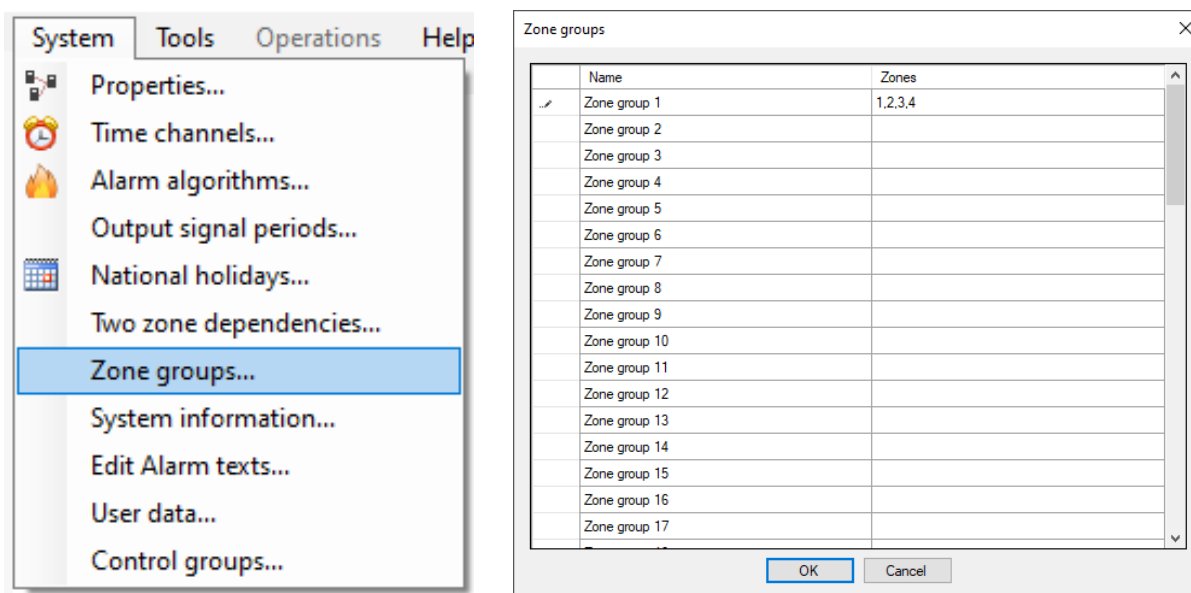 System Tools Operations Help
Properties...
Time channels...
Alarm algorithms...
Output signal periods...
National holidays...
Two zone dependencies...
Zone groups...
System information...
Edit Alarm texts...
User data...
Control groups...
Zone groups
Name Zones
Zone group 1 1,2,3,4
Zone group 2
Zone group 3
Zone group 4
Zone group 5
Zone group 6
Zone group 7
Zone group 8
Zone group 9
Zone group 10
Zone group 11
Zone group 12
Zone group 13
Zone group 14
Zone group 15
Zone group 16
Zone group 17
OK Cancel